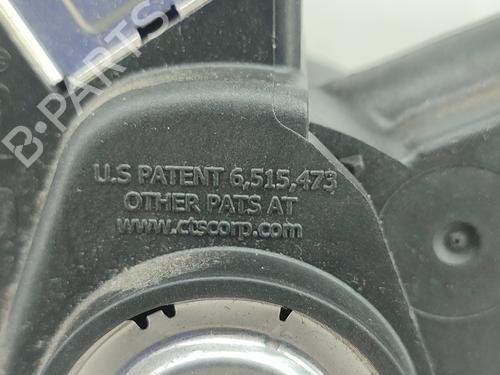 B-PARTS
U.S PATENT 6,515,473
OTHER PATS AT
www.ctscorp.com